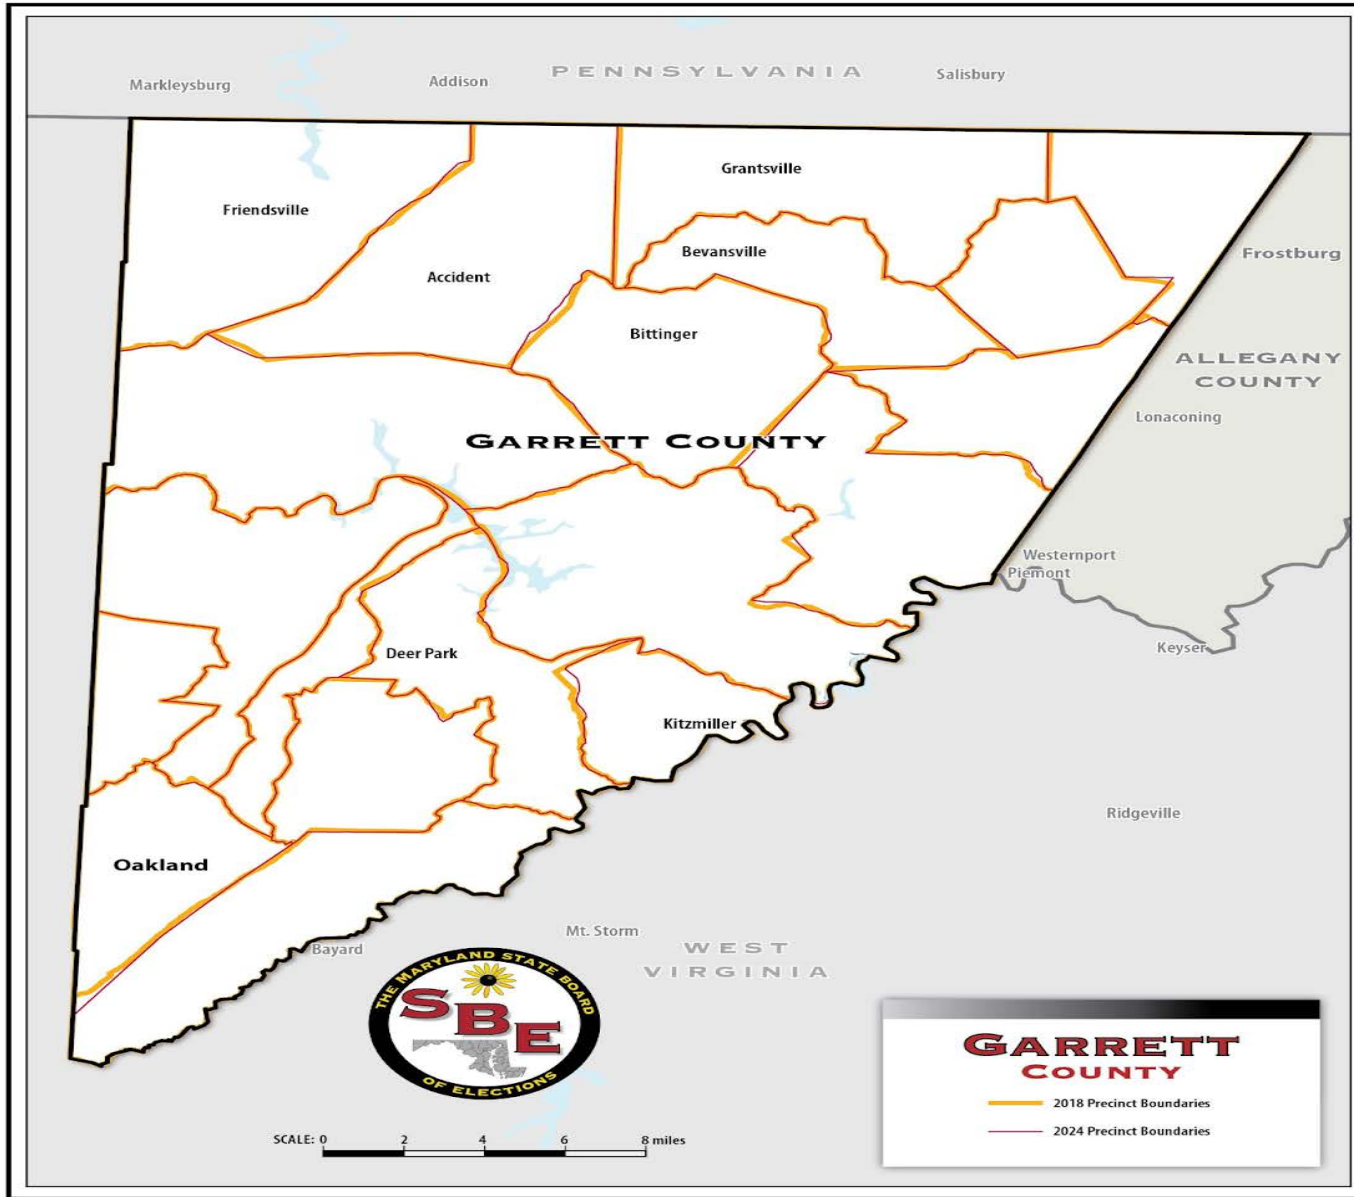 PENNSYLVANIA
Markleysburg
Addison
Salisbury
Grantsville
Friendsville
Bevansville
Frostburg
Accident
Bittinger
ALLEGANY
COUNTY
Lonaconing
GARRETT COUNTY
Westernport
Piemont
Keyser
Deer Park
Kitzmiller
Ridgeville
Oakland
Bayard
Mt. Storm
WEST
VIRGINIA
THE MARYLAND STATE BOARD
SBE
OF ELECTIONS
GARRETT
COUNTY
2018 Precinct Boundaries
2024 Precinct Boundaries
SCALE: 0 2 4 6 8 miles